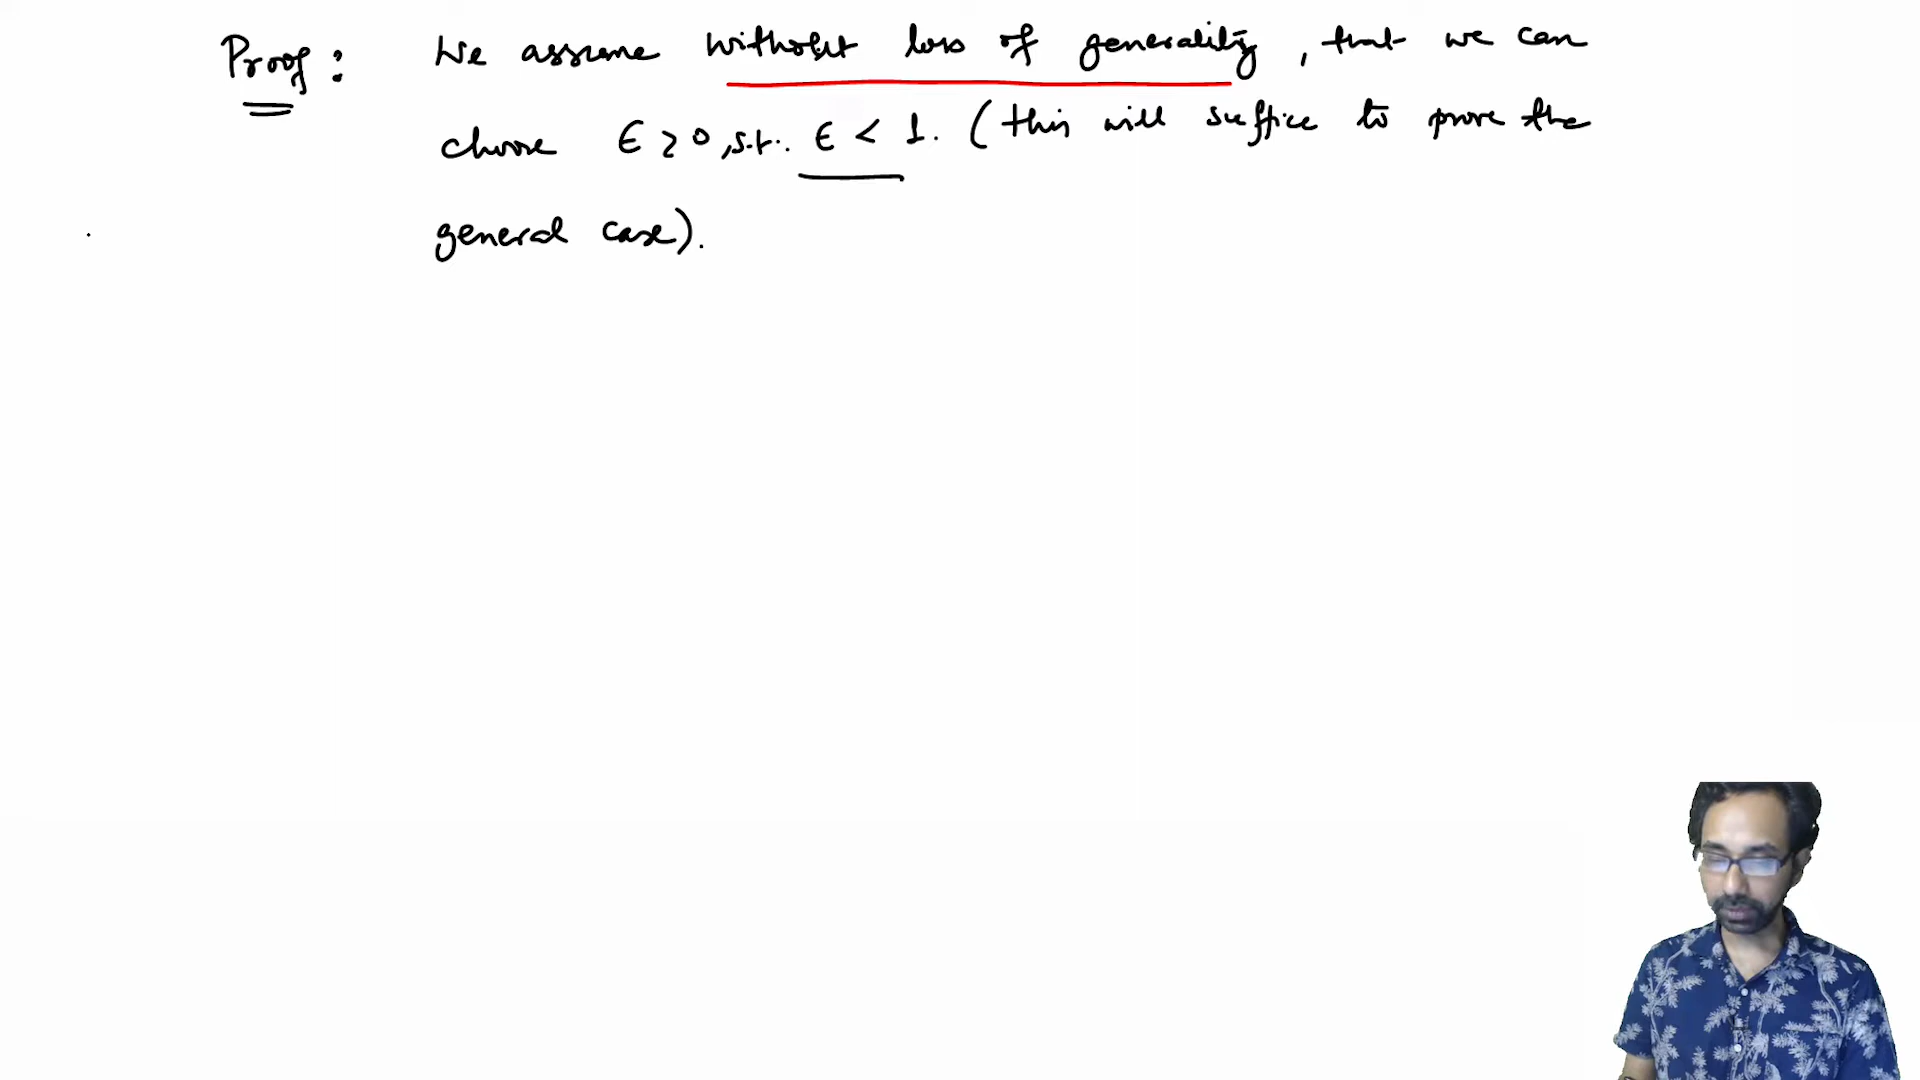 Proof : We assume without loss of generality, that we can
choose ϵ > 0, s.t. ϵ < 1. (this will suffice to prove the
general case).